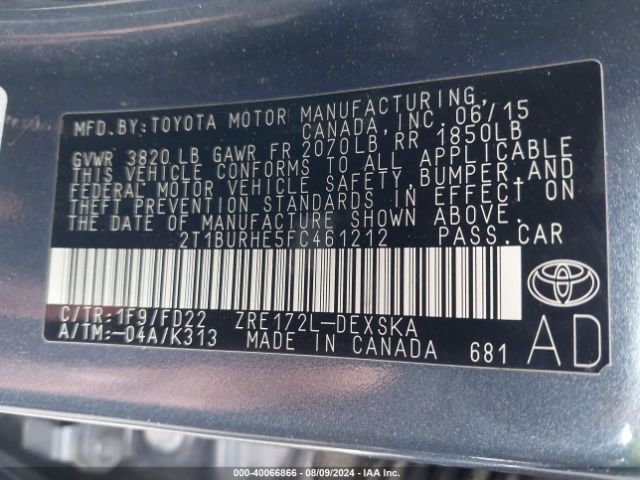 MFD. BY: TOYOTA MOTOR MANUFACTURING,
CANADA, INC. 06/15
GVWR 3820 LB GAWR FR 2070LB RR 1850LB
THIS VEHICLE CONFORMS TO ALL APPLICABLE
FEDERAL MOTOR VEHICLE SAFETY, BUMPER, AND
THEFT PREVENTION STANDARDS IN EFFECT ON
THE DATE OF MANUFACTURE SHOWN ABOVE.
2T1BURHE5FC461212 PASS. CAR
C/TR: 1F9/FD22 ZRE172L-DEXSKA
A/TM: -04A/K313 MADE IN CANADA 681
TOYOTA
AD
000-40066866 - 08/09/2024 - IAA Inc.